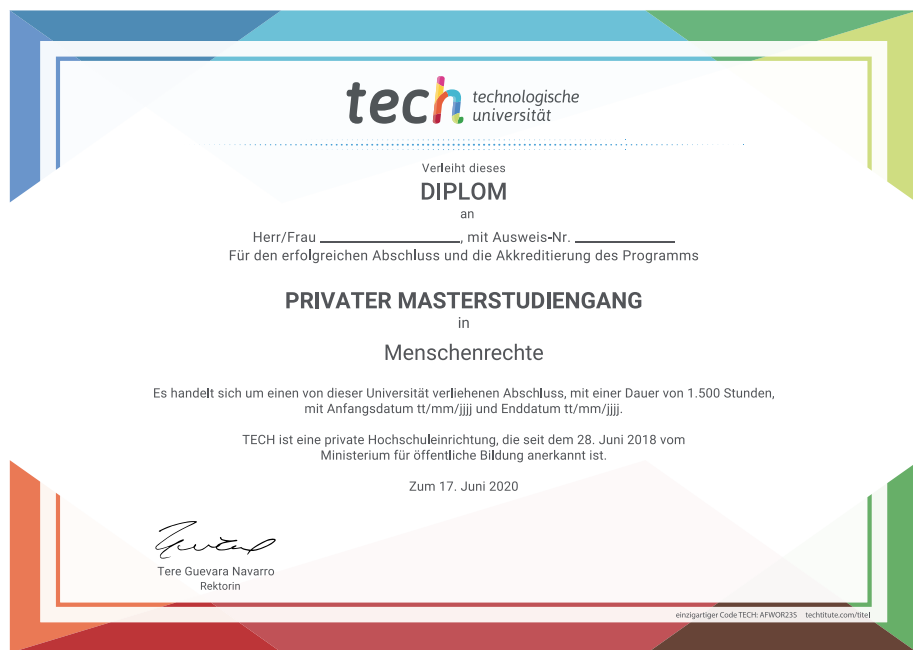 tech technologische
universität
Verleiht dieses
DIPLOM
an
Herr/Frau ____________________, mit Ausweis-Nr. ______________
Für den erfolgreichen Abschluss und die Akkreditierung des Programms
PRIVATER MASTERSTUDIENGANG
in
Menschenrechte
Es handelt sich um einen von dieser Universität verliehenen Abschluss, mit einer Dauer von 1.500 Stunden,
mit Anfangsdatum tt/mm/jjjj und Enddatum tt/mm/jjjj.
TECH ist eine private Hochschuleinrichtung, die seit dem 28. Juni 2018 vom
Ministerium für öffentliche Bildung anerkannt ist.
Zum 17. Juni 2020
Tere Guevara Navarro
Rektorin
einzigartiger Code TECH: AFWOR23S techtitute.com/titel